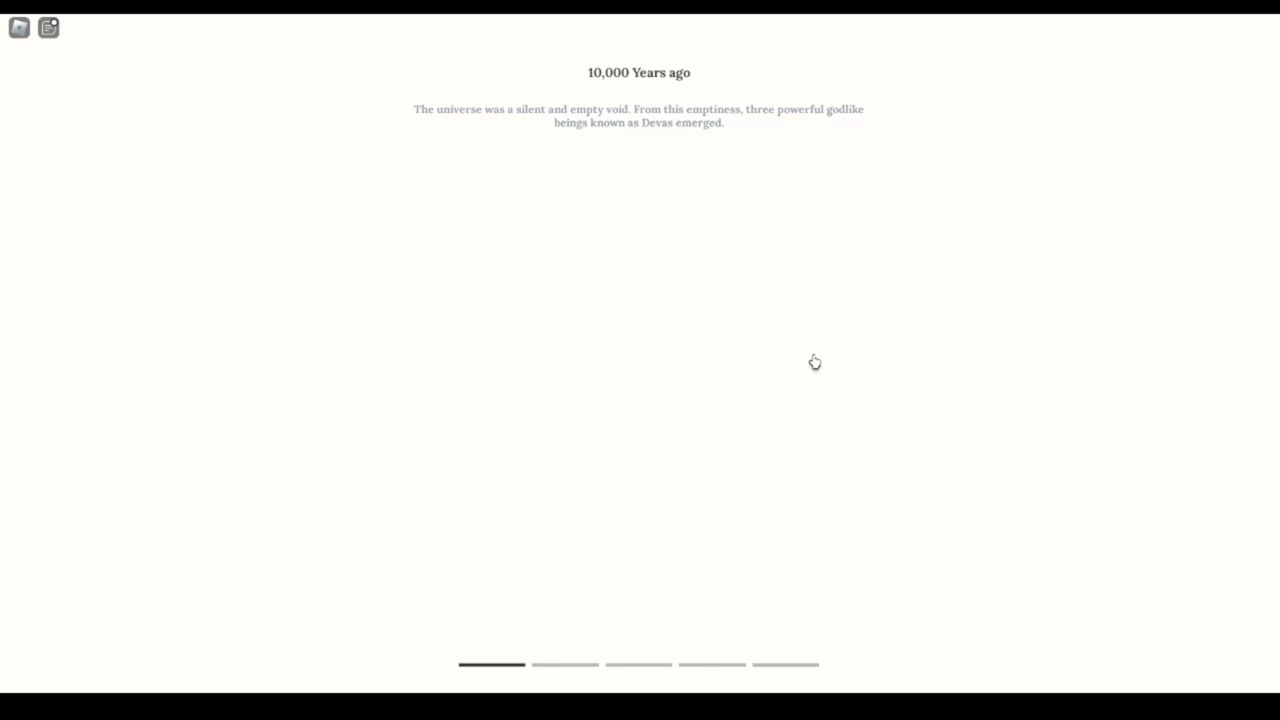 10,000 Years ago
The universe was a silent and empty void. From this emptiness, three powerful godlike
beings known as Devas emerged.